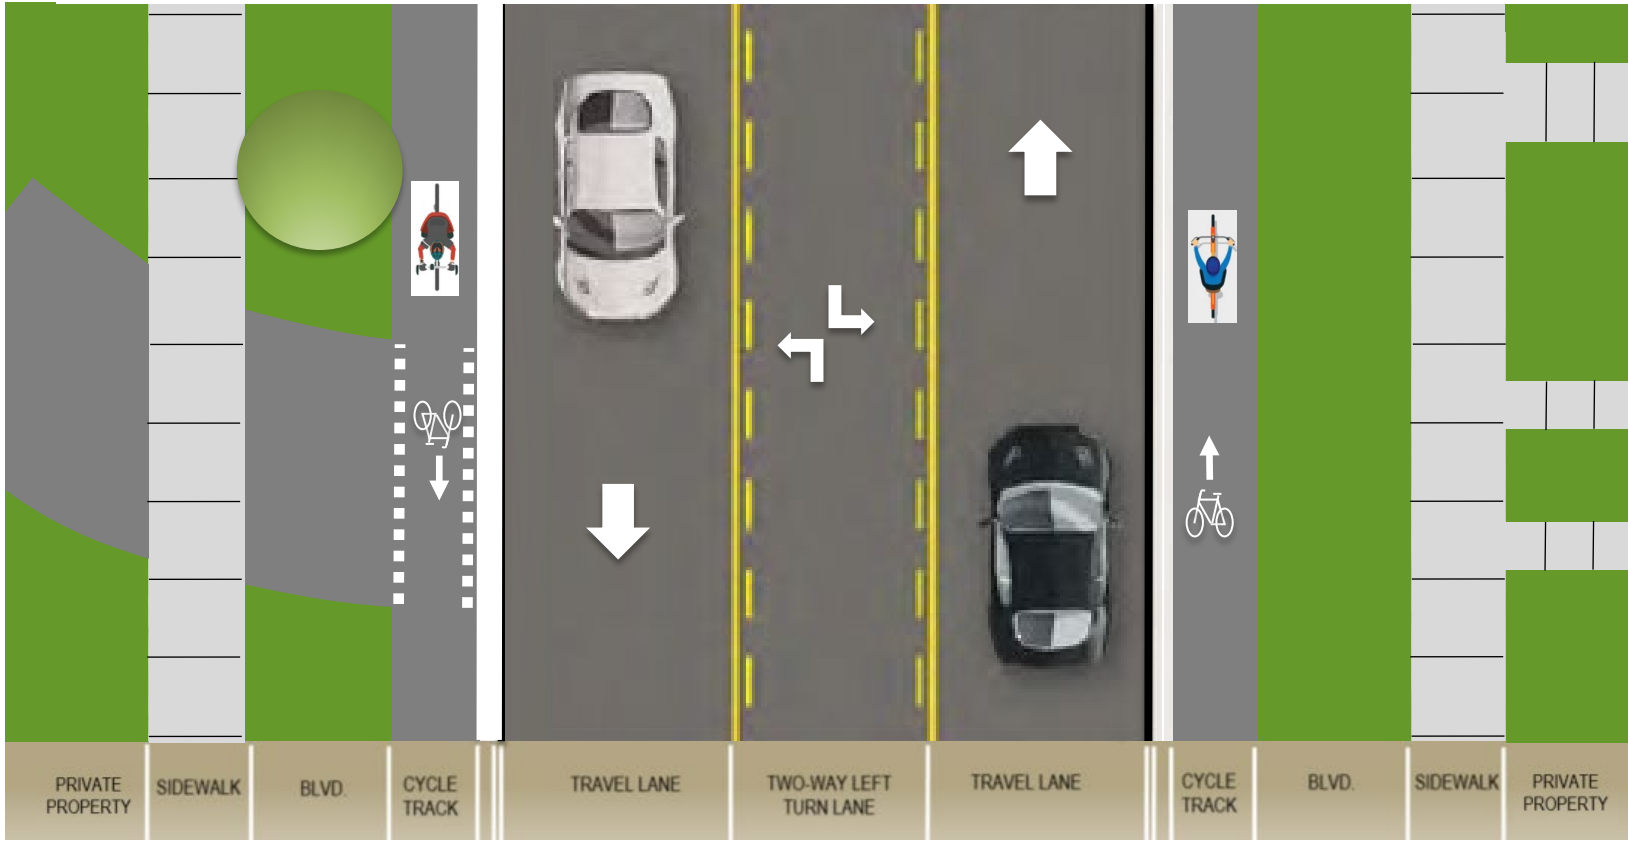 PRIVATE
PROPERTY
SIDEWALK
BLVD.
CYCLE
TRACK
TRAVEL LANE
TWO-WAY LEFT
TURN LANE
TRAVEL LANE
CYCLE
TRACK
BLVD.
SIDEWALK
PRIVATE
PROPERTY